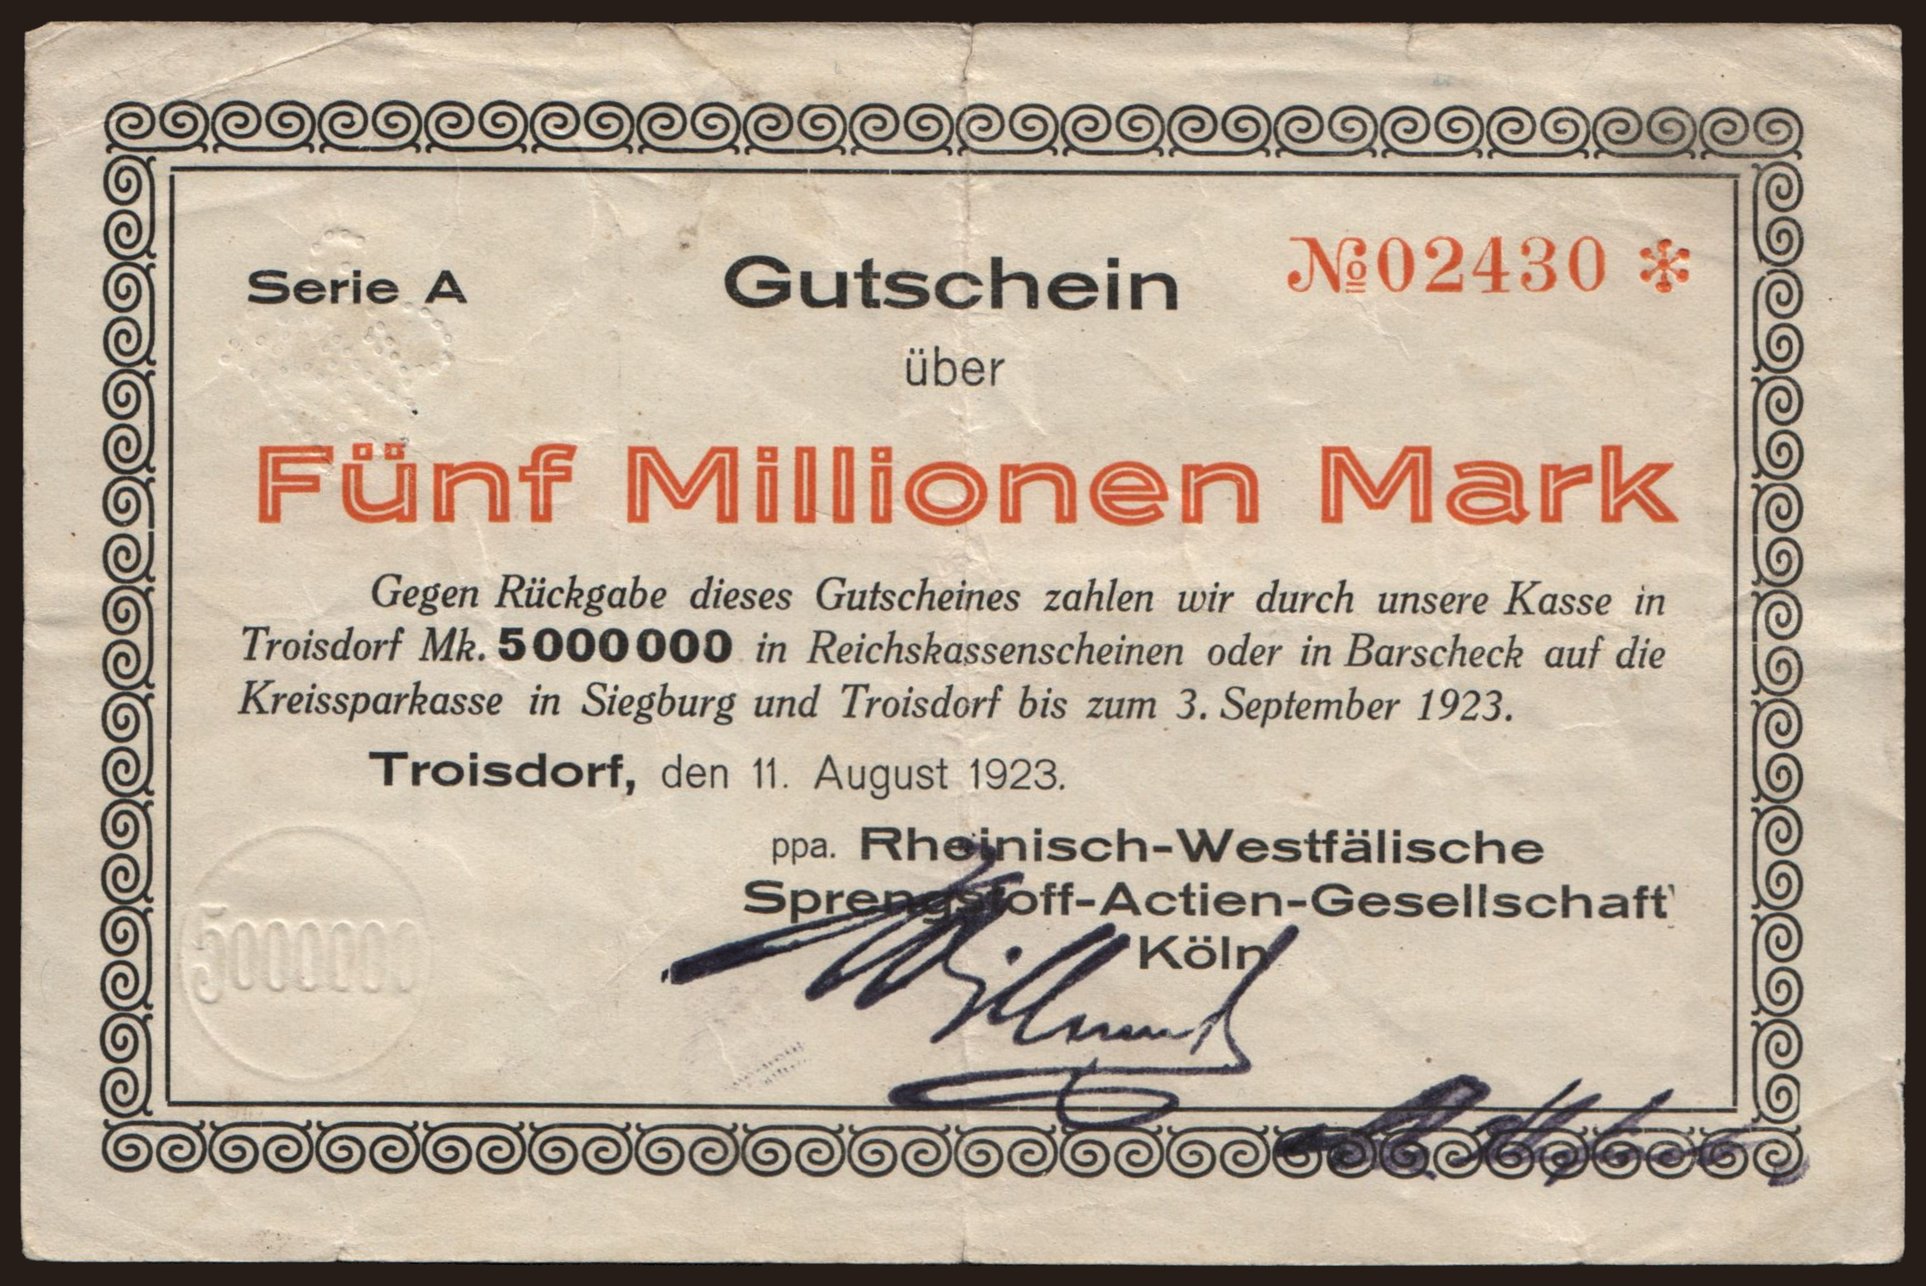 Serie A
Gutschein
№ 02430 *
über
Fünf Millionen Mark
Gegen Rückgabe dieses Gutscheines zahlen wir durch unsere Kasse in
Troisdorf Mk. 5000000 in Reichskassenscheinen oder in Barscheck auf die
Kreissparkasse in Siegburg und Troisdorf bis zum 3. September 1923.
Troisdorf, den 11. August 1923.
ppa. Rheinisch-Westfälische
Sprengstoff-Actien-Gesellschaft
Köln
5000000